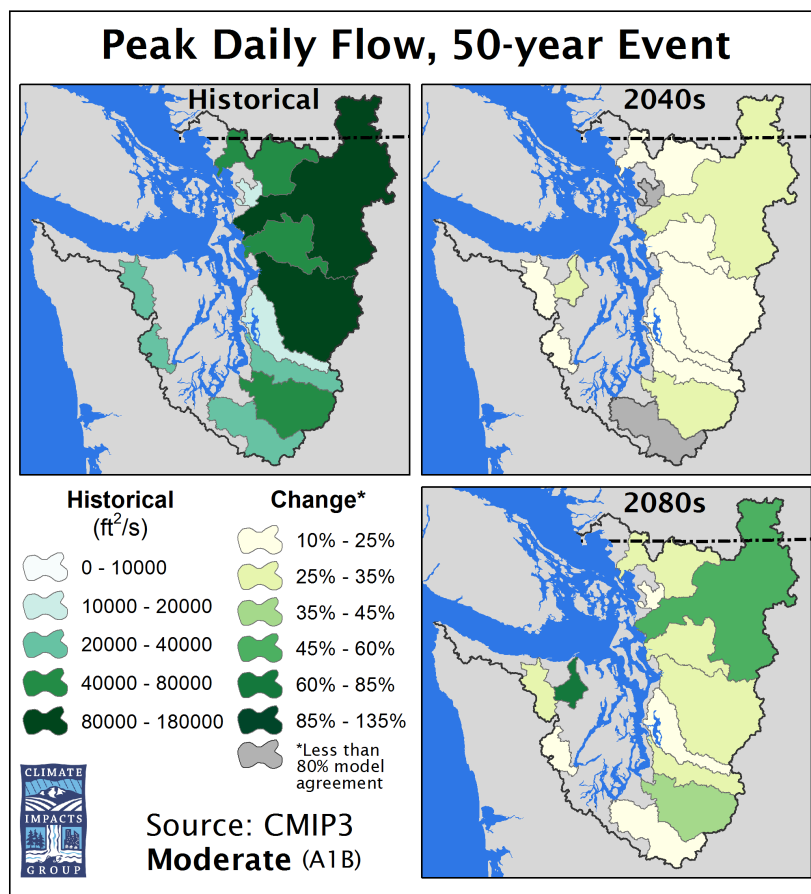 Peak Daily Flow, 50-year Event
Historical
2040s
Historical
(ft²/s)
0 - 10000
10000 - 20000
20000 - 40000
40000 - 80000
80000 - 180000
Change*
10% - 25%
25% - 35%
35% - 45%
45% - 60%
60% - 85%
85% - 135%
*Less than
80% model
agreement
2080s
CLIMATE
IMPACTS
GROUP
Source: CMIP3
Moderate (A1B)